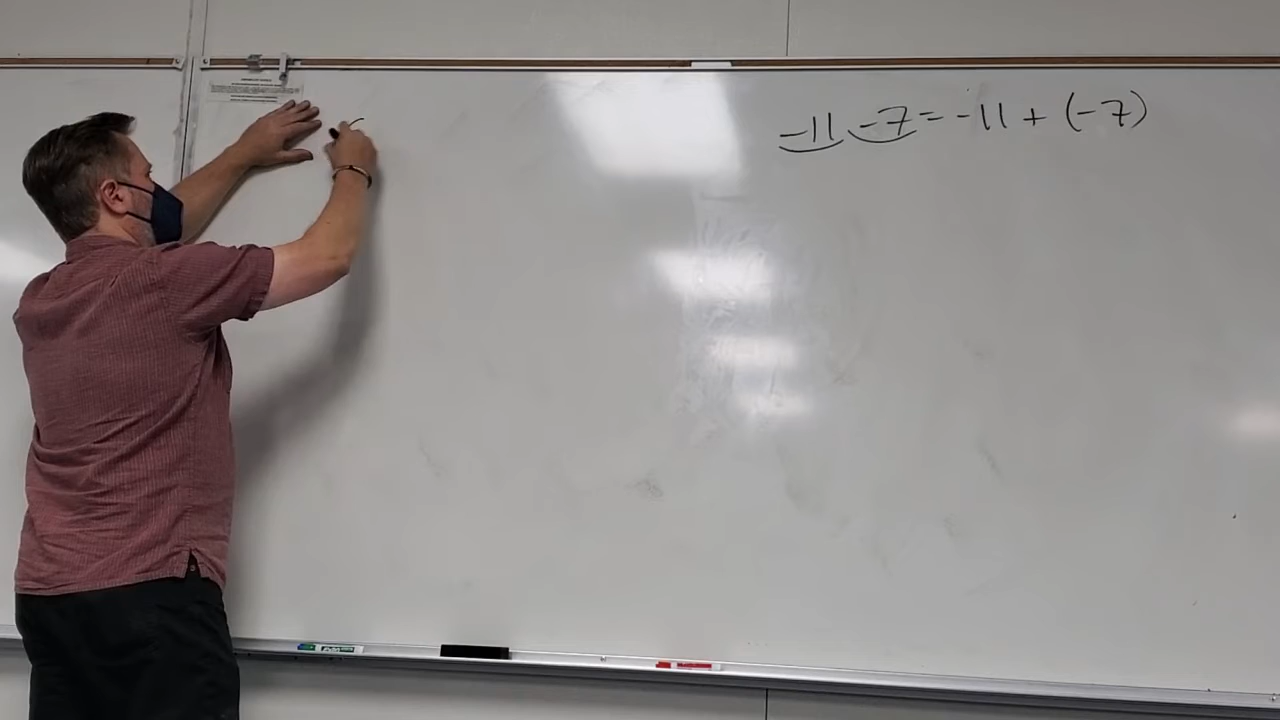 -11 -7 = -11 + (-7)